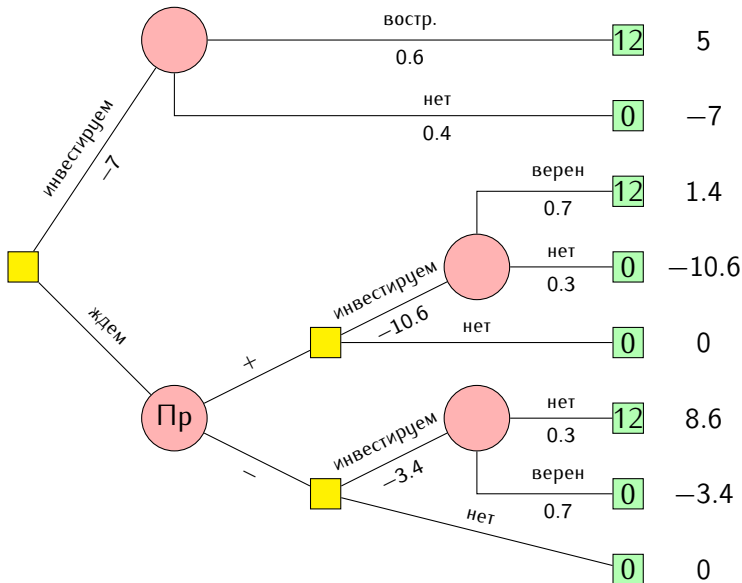 востр.
12 5
0.6
инвестируем
−7
нет
0 −7
0.4
верен
12 1.4
0.7
инвестируем
−10.6
нет
0 −10.6
0.3
ждем
+
нет
0 0
Пр
инвестируем
−3.4
нет
12 8.6
0.3
−
верен
0 −3.4
0.7
нет
0 0